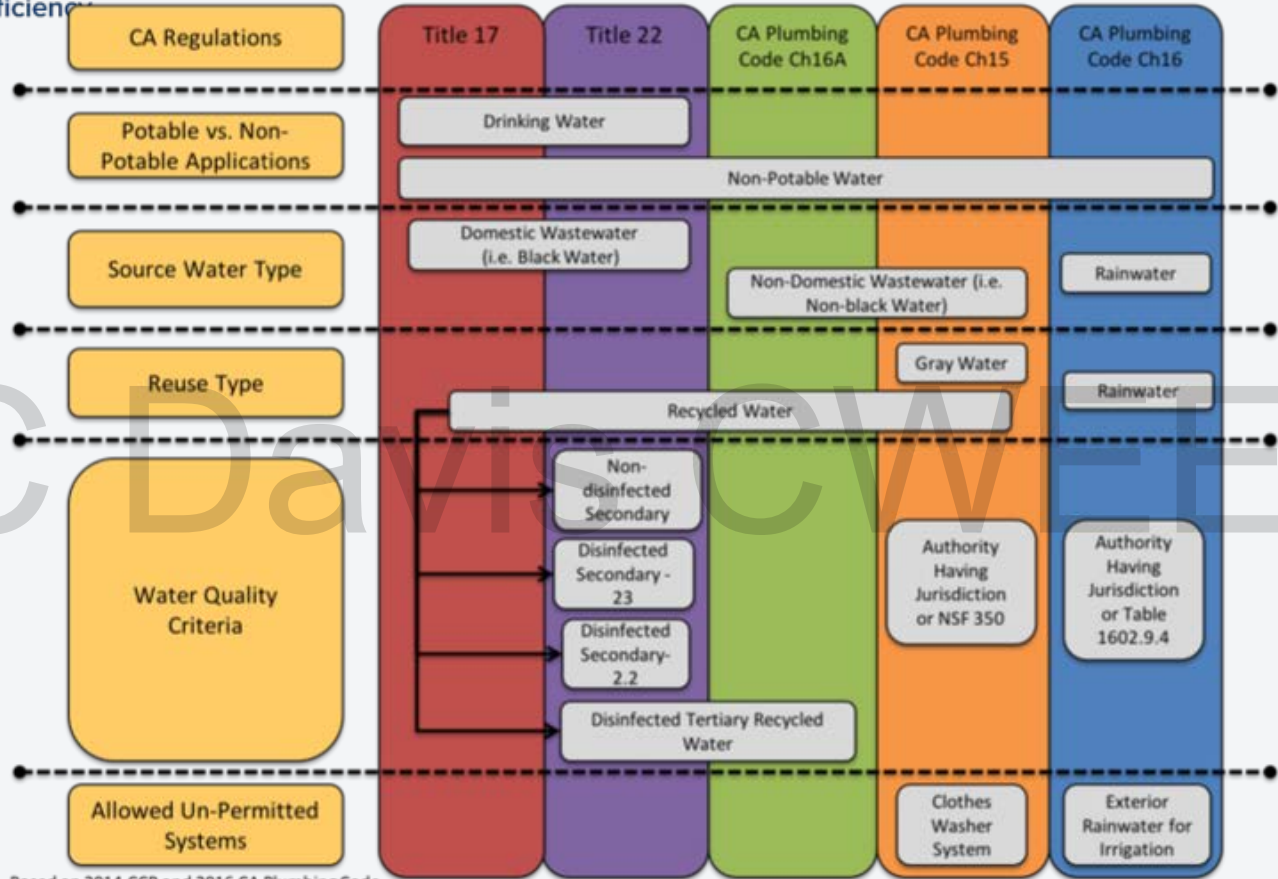 CA Regulations
Title 17
Title 22
CA Plumbing
Code Ch16A
CA Plumbing
Code Ch15
CA Plumbing
Code Ch16
Potable vs. Non-
Potable Applications
Drinking Water
Non-Potable Water
Source Water Type
Domestic Wastewater
(i.e. Black Water)
Non-Domestic Wastewater (i.e.
Non-black Water)
Rainwater
Reuse Type
Gray Water
Rainwater
Recycled Water
C Davis CWEE
Water Quality
Criteria
Non-
disinfected
Secondary
Disinfected
Secondary -
23
Disinfected
Secondary-
2.2
Disinfected Tertiary Recycled
Water
Authority
Having
Jurisdiction
or NSF 350
Authority
Having
Jurisdiction
or Table
1602.9.4
Allowed Un-Permitted
Systems
Clothes
Washer
System
Exterior
Rainwater for
Irrigation